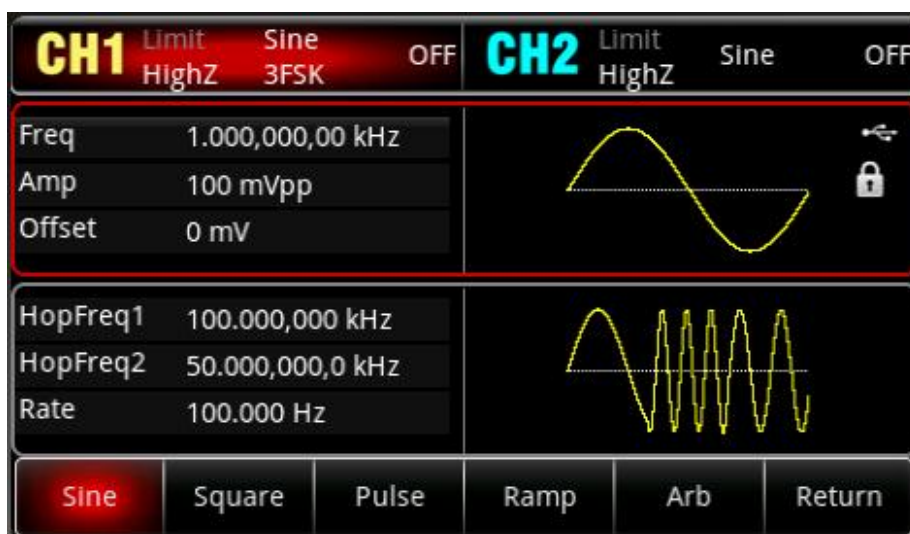 CH1 Limit Sine OFF CH2 Limit Sine OFF
HighZ 3FSK HighZ
Freq 1.000,000,00 kHz
Amp 100 mVpp
Offset 0 mV
HopFreq1 100.000,000 kHz
HopFreq2 50.000,000,0 kHz
Rate 100.000 Hz
Sine Square Pulse Ramp Arb Return